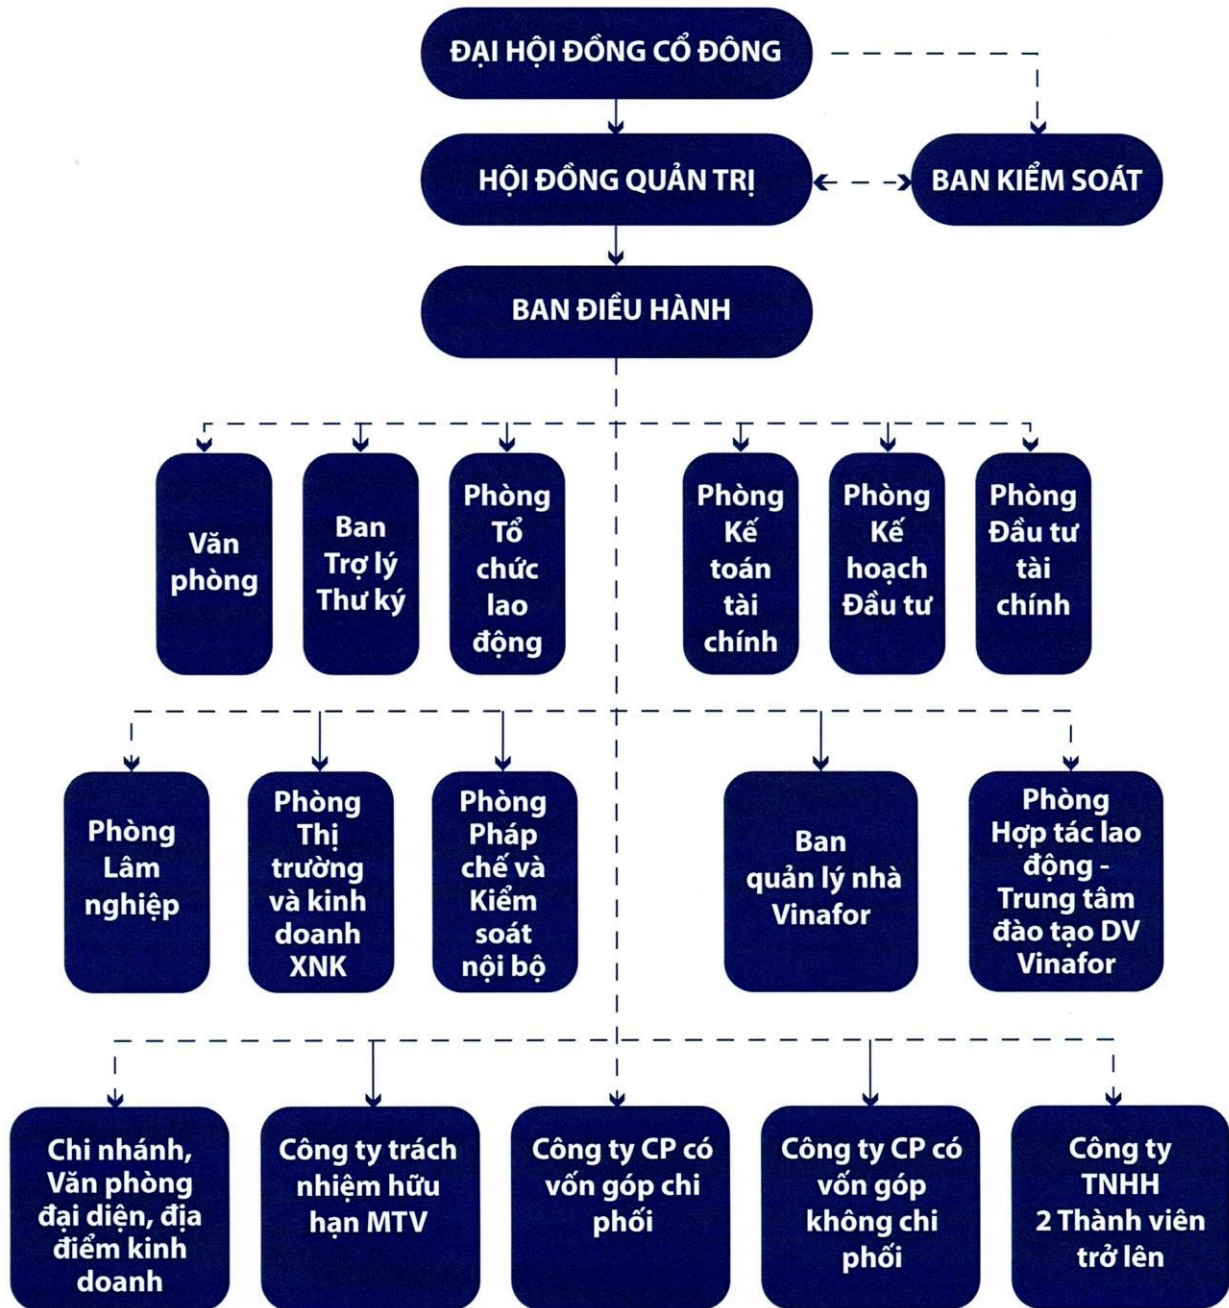 ĐẠI HỘI ĐỒNG CỔ ĐÔNG
HỘI ĐỒNG QUẢN TRỊ
BAN KIỂM SOÁT
BAN ĐIỀU HÀNH
Văn
phòng
Ban
Trợ lý
Thư ký
Phòng
Tổ
chức
lao
động
Phòng
Kế
toán
tài
chính
Phòng
Kế
hoạch
Đầu tư
Phòng
Đầu tư
tài
chính
Phòng
Lâm
nghiệp
Phòng
Thị
trường
và kinh
doanh
XNK
Phòng
Pháp
chế và
Kiểm
soát
nội bộ
Ban
quản lý nhà
Vinafor
Phòng
Hợp tác lao
động -
Trung tâm
đào tạo DV
Vinafor
Chi nhánh,
Văn phòng
đại diện, địa
điểm kinh
doanh
Công ty trách
nhiệm hữu
hạn MTV
Công ty CP có
vốn góp chi
phối
Công ty CP có
vốn góp
không chi
phối
Công ty
TNHH
2 Thành viên
trở lên